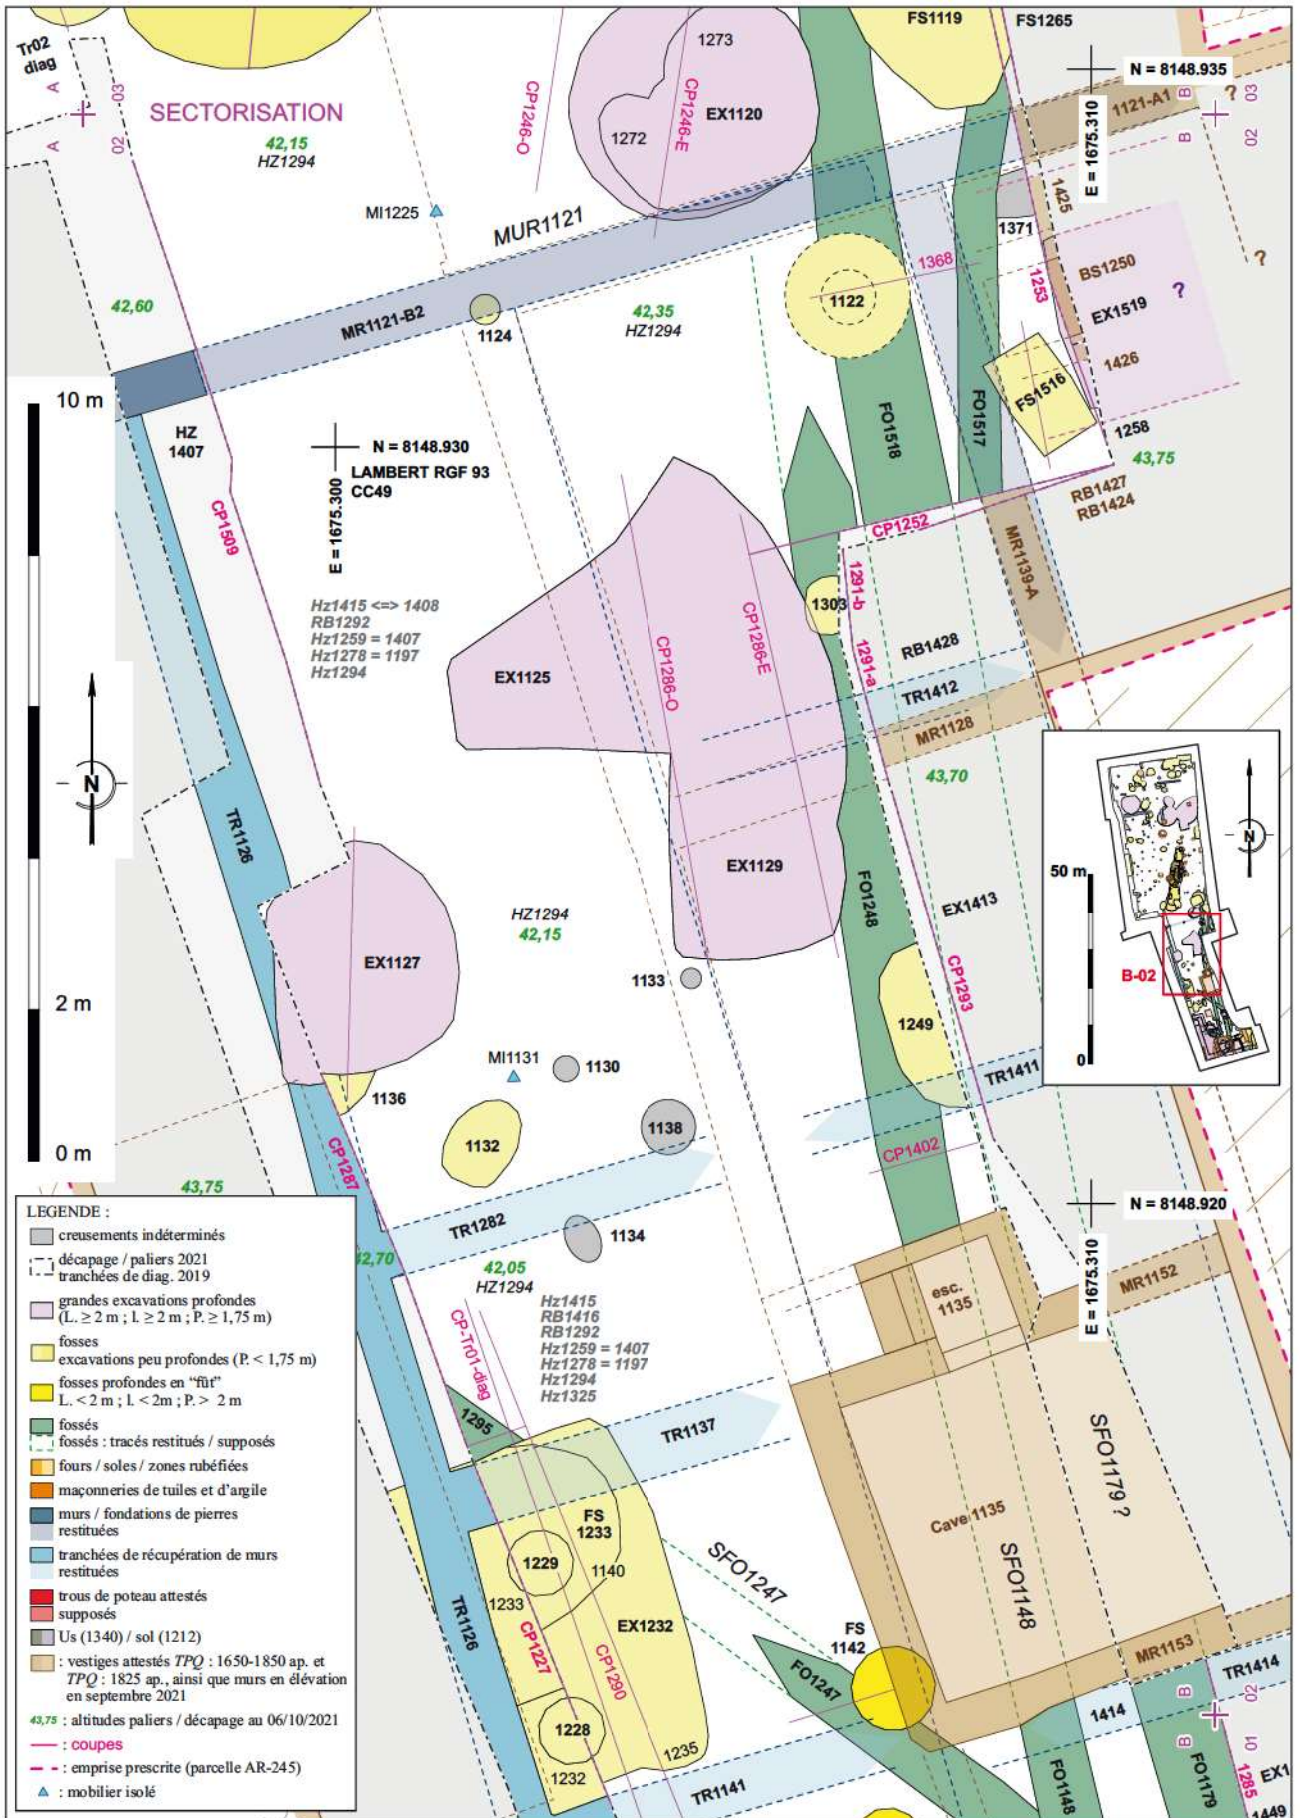 Tr02
diag
A
03
A
02
SECTORISATION
42,15
HZ1294
CP1246-O
1273
CP1246-E
EX1120
1272
FS1119
FS1265
N = 8148.935
E = 1675.310
1121-A1
?
B
03
B
02
MI1225
MUR1121
1425
1371
1368
1253
BS1250
?
EX1519
?
42,60
MR1121-B2
1124
42,35
HZ1294
1122
1426
FS1516
10 m
HZ
1407
N = 8148.930
LAMBERT RGF 93
CC49
E = 1675.300
FO1518
FO1517
1258
43,75
RB1427
RB1424
CP1509
CP1252
MR1139-A
Hz1415 <=> 1408
RB1292
Hz1259 = 1407
Hz1278 = 1197
Hz1294
1291-b
1303
CP1286-O
CP1286-E
1291-a
RB1428
EX1125
TR1412
MR1128
43,70
N
TR1126
EX1129
FO1248
EX1413
50 m
N
B-02
0
HZ1294
42,15
EX1127
1133
CP1293
1249
2 m
MI1131
1130
TR1411
1136
1138
1132
CP1402
0 m
CP1287
43,75
TR1282
1134
N = 8148.920
E = 1675.310
42,70
42,05
HZ1294
esc.
1135
MR1152
Hz1415
RB1416
RB1292
Hz1259 = 1407
Hz1278 = 1197
Hz1294
Hz1325
CP-Tr01-diag
1295
TR1137
SFO1179 ?
FS
1233
Cave 1135
1229
1140
SFO1247
SFO1148
1233
TR1126
CP1227
EX1232
CP1290
FS
1142
FO1247
MR1153
TR1414
B
02
B
01
1414
1228
1235
1232
TR1141
FO1148
FO1179
1285
EX1
1449
LEGENDE :
creusements indéterminés
décapage / paliers 2021
tranchées de diag. 2019
grandes excavations profondes
(L. ≥ 2 m ; l. ≥ 2 m ; P. ≥ 1,75 m)
fosses
excavations peu profondes (P. < 1,75 m)
fosses profondes en “fût”
L. < 2 m ; l. < 2m ; P. > 2 m
fossés
fossés : tracés restitués / supposés
fours / soles / zones rubéfiées
maçonneries de tuiles et d’argile
murs / fondations de pierres
restituées
tranchées de récupération de murs
restituées
trous de poteau attestés
supposés
Us (1340) / sol (1212)
: vestiges attestés TPQ : 1650-1850 ap. et
TPQ : 1825 ap., ainsi que murs en élévation
en septembre 2021
43,75 : altitudes paliers / décapage au 06/10/2021
: coupes
: emprise prescrite (parcelle AR-245)
: mobilier isolé